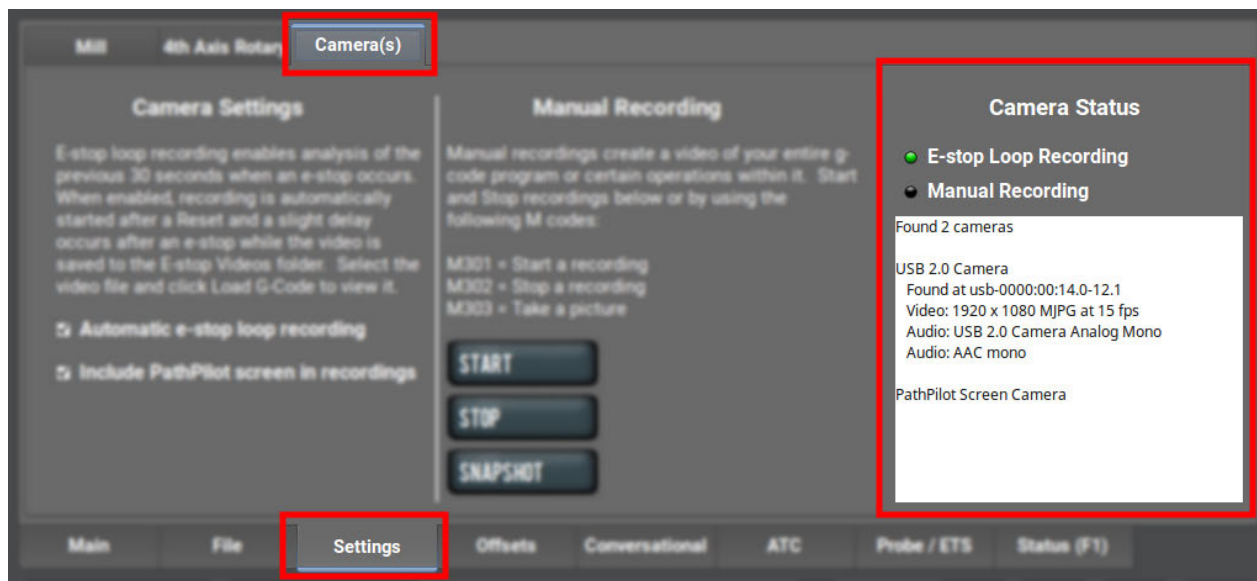 Mill
4th Axis Rotary
Camera(s)
Camera Settings
E-stop loop recording enables analysis of the
previous 30 seconds when an e-stop occurs.
When enabled, recording is automatically
started after a Reset and a slight delay
occurs after an e-stop while the video is
saved to the E-stop Videos folder. Select the
video file and click Load G-Code to view it.
Automatic e-stop loop recording
Include PathPilot screen in recordings
Manual Recording
Manual recordings create a video of your entire g-
code program or certain operations within it. Start
and Stop recordings below or by using the
following M codes:
M301 = Start a recording
M302 = Stop a recording
M303 = Take a picture
START
STOP
SNAPSHOT
Camera Status
E-stop Loop Recording
Manual Recording
Found 2 cameras
USB 2.0 Camera
Found at usb-0000:00:14.0-12.1
Video: 1920 x 1080 MJPG at 15 fps
Audio: USB 2.0 Camera Analog Mono
Audio: AAC mono
PathPilot Screen Camera
Main
File
Settings
Offsets
Conversational
ATC
Probe / ETS
Status (F1)